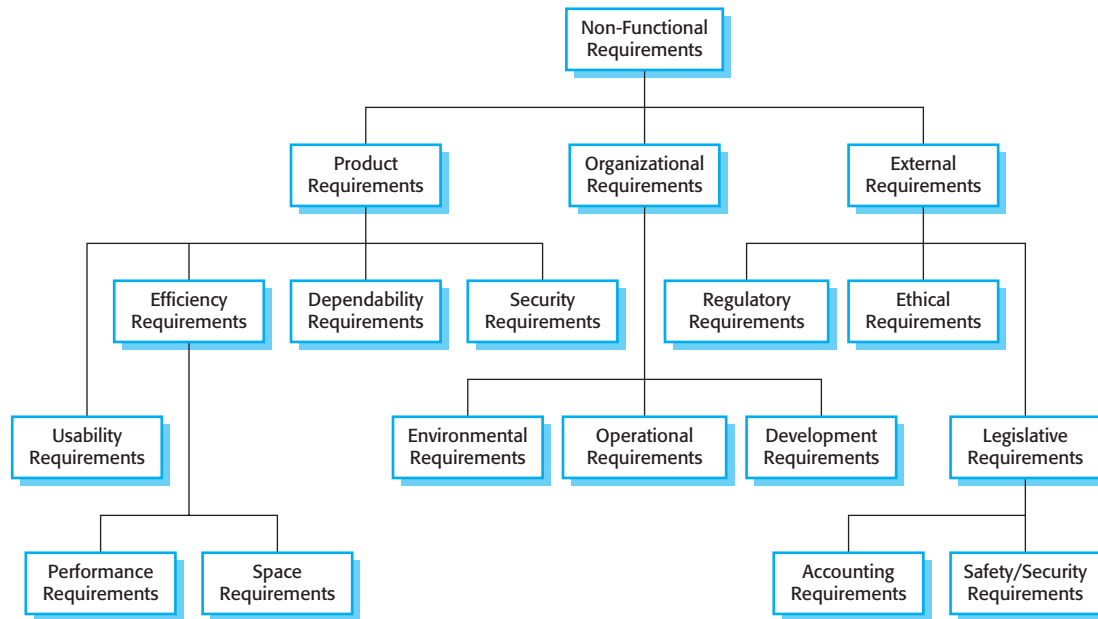 Non-Functional
Requirements
Product
Requirements
Organizational
Requirements
External
Requirements
Efficiency
Requirements
Dependability
Requirements
Security
Requirements
Regulatory
Requirements
Ethical
Requirements
Usability
Requirements
Environmental
Requirements
Operational
Requirements
Development
Requirements
Legislative
Requirements
Performance
Requirements
Space
Requirements
Accounting
Requirements
Safety/Security
Requirements